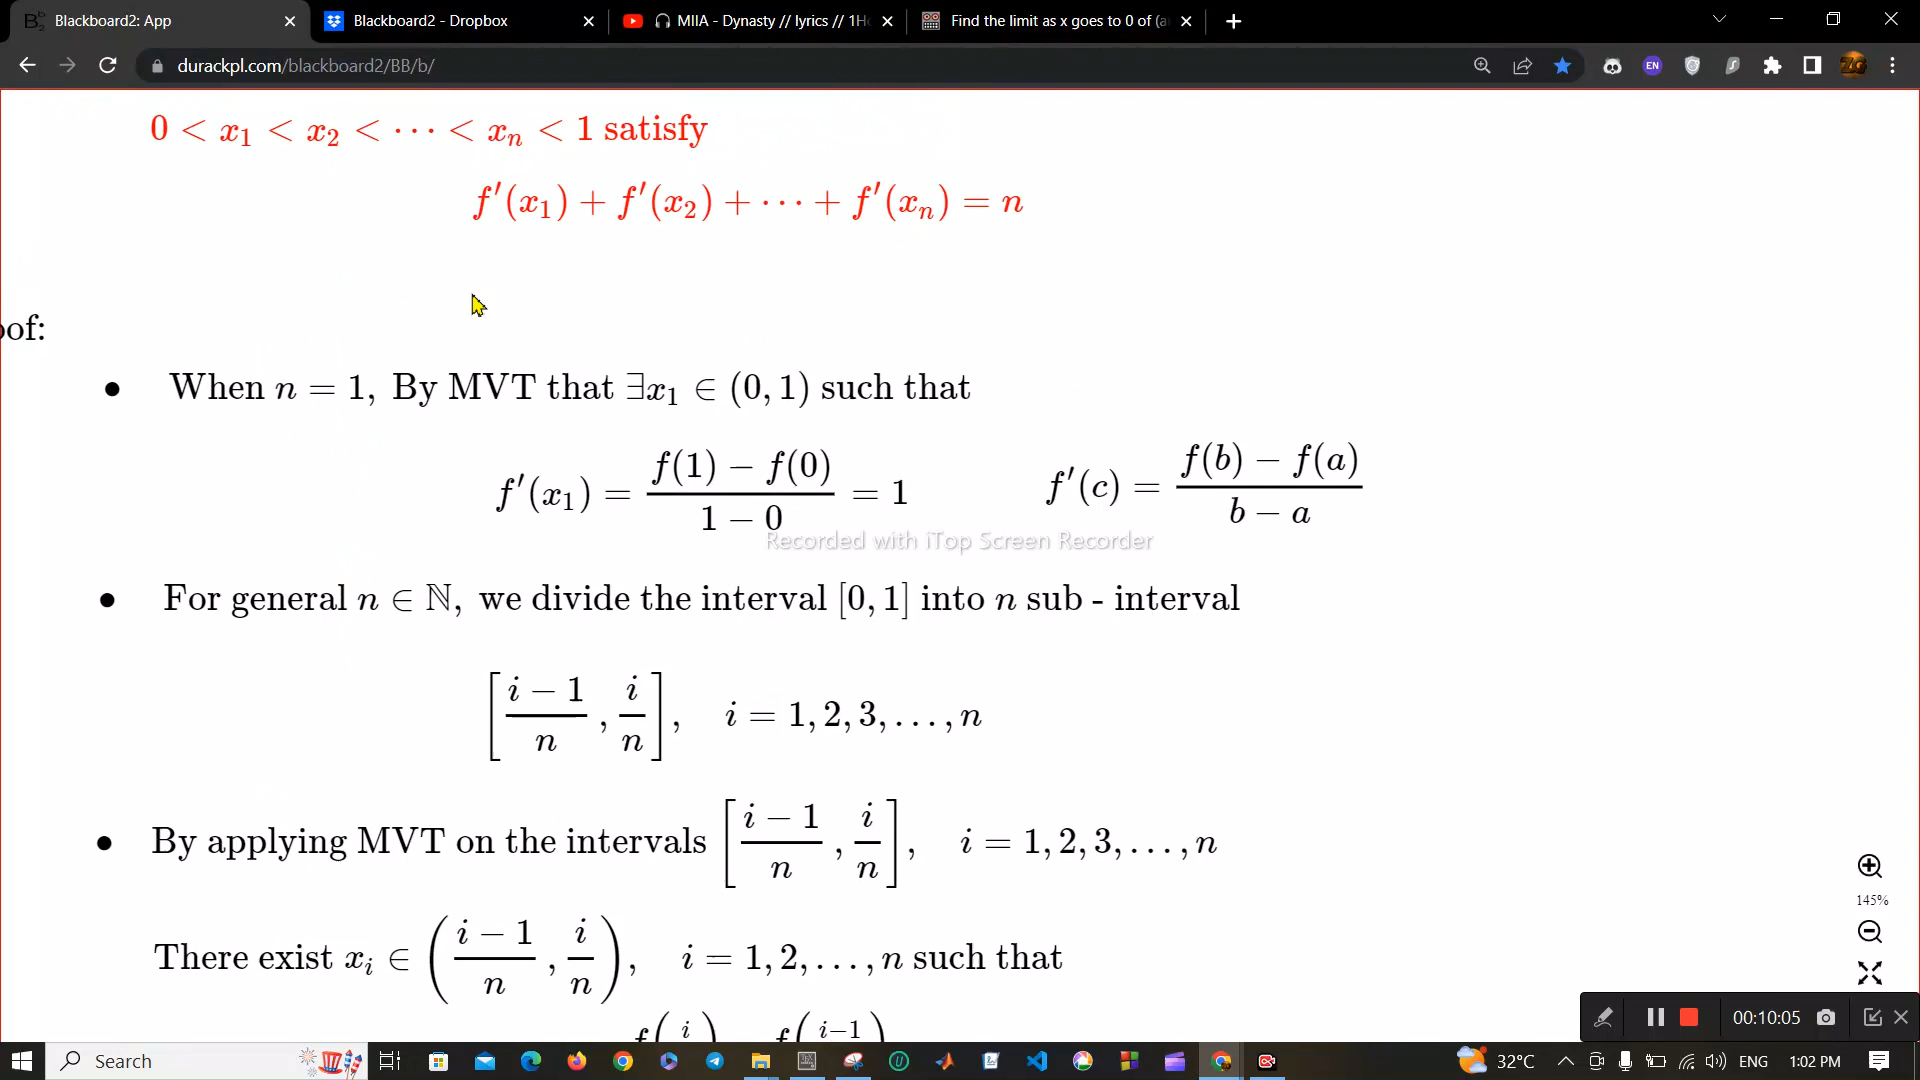 Blackboard2: App
Blackboard2 - Dropbox
MIIA - Dynasty // lyrics // 1H
Find the limit as x goes to 0 of (a
durackpl.com/blackboard2/BB/b/
EN
ZG
0 < x₁ < x₂ < ⋯ < xₙ < 1 satisfy
f′(x₁) + f′(x₂) + ⋯ + f′(xₙ) = n
oof:
• When n = 1, By MVT that ∃x₁ ∈ (0, 1) such that
f′(x₁) = (f(1) − f(0))/(1 − 0) = 1 f′(c) = (f(b) − f(a))/(b − a)
Recorded with iTop Screen Recorder
• For general n ∈ ℕ, we divide the interval [0, 1] into n sub - interval
[(i − 1)/n , i/n], i = 1, 2, 3, . . . , n
• By applying MVT on the intervals [(i − 1)/n , i/n], i = 1, 2, 3, . . . , n
There exist xᵢ ∈ ((i − 1)/n , i/n), i = 1, 2, . . . , n such that
f(i f(i−1
145%
00:10:05
Search
32°C
ENG
1:02 PM